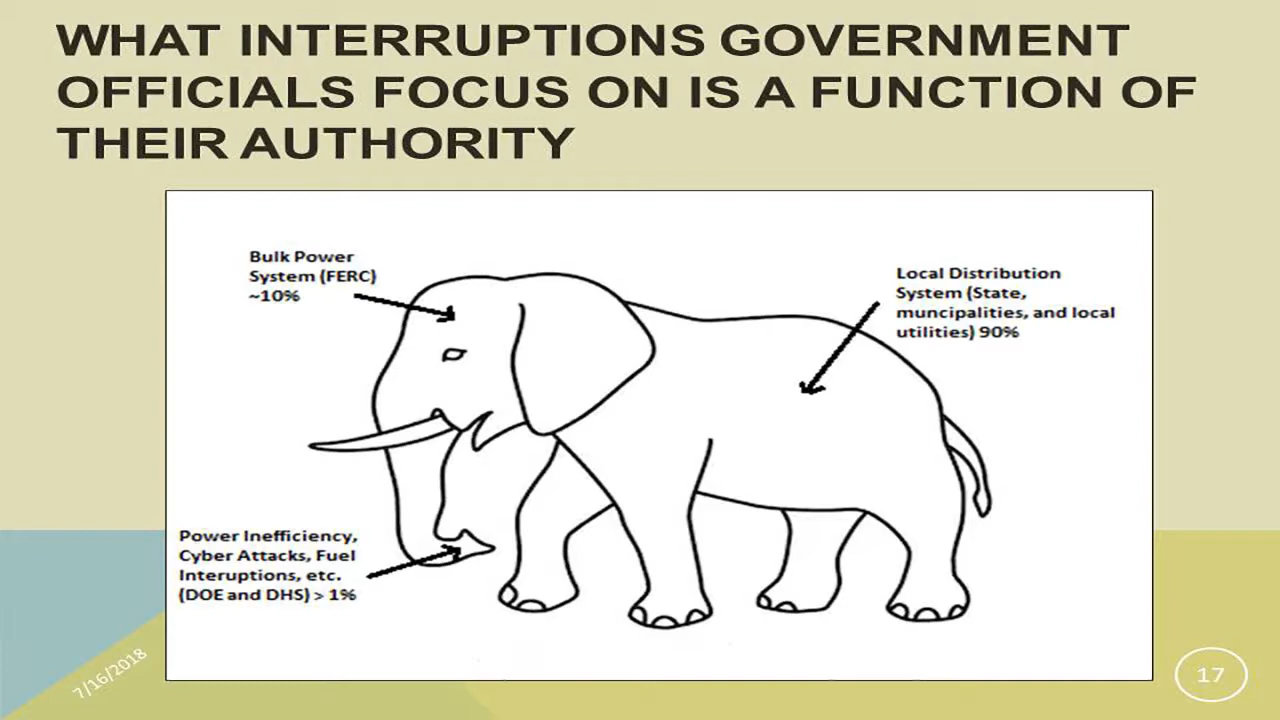 WHAT INTERRUPTIONS GOVERNMENT
OFFICIALS FOCUS ON IS A FUNCTION OF
THEIR AUTHORITY
Bulk Power
System (FERC)
~10%
Local Distribution
System (State,
muncipalities, and local
utilities) 90%
Power Inefficiency,
Cyber Attacks, Fuel
Interuptions, etc.
(DOE and DHS) > 1%
7/16/2018
17